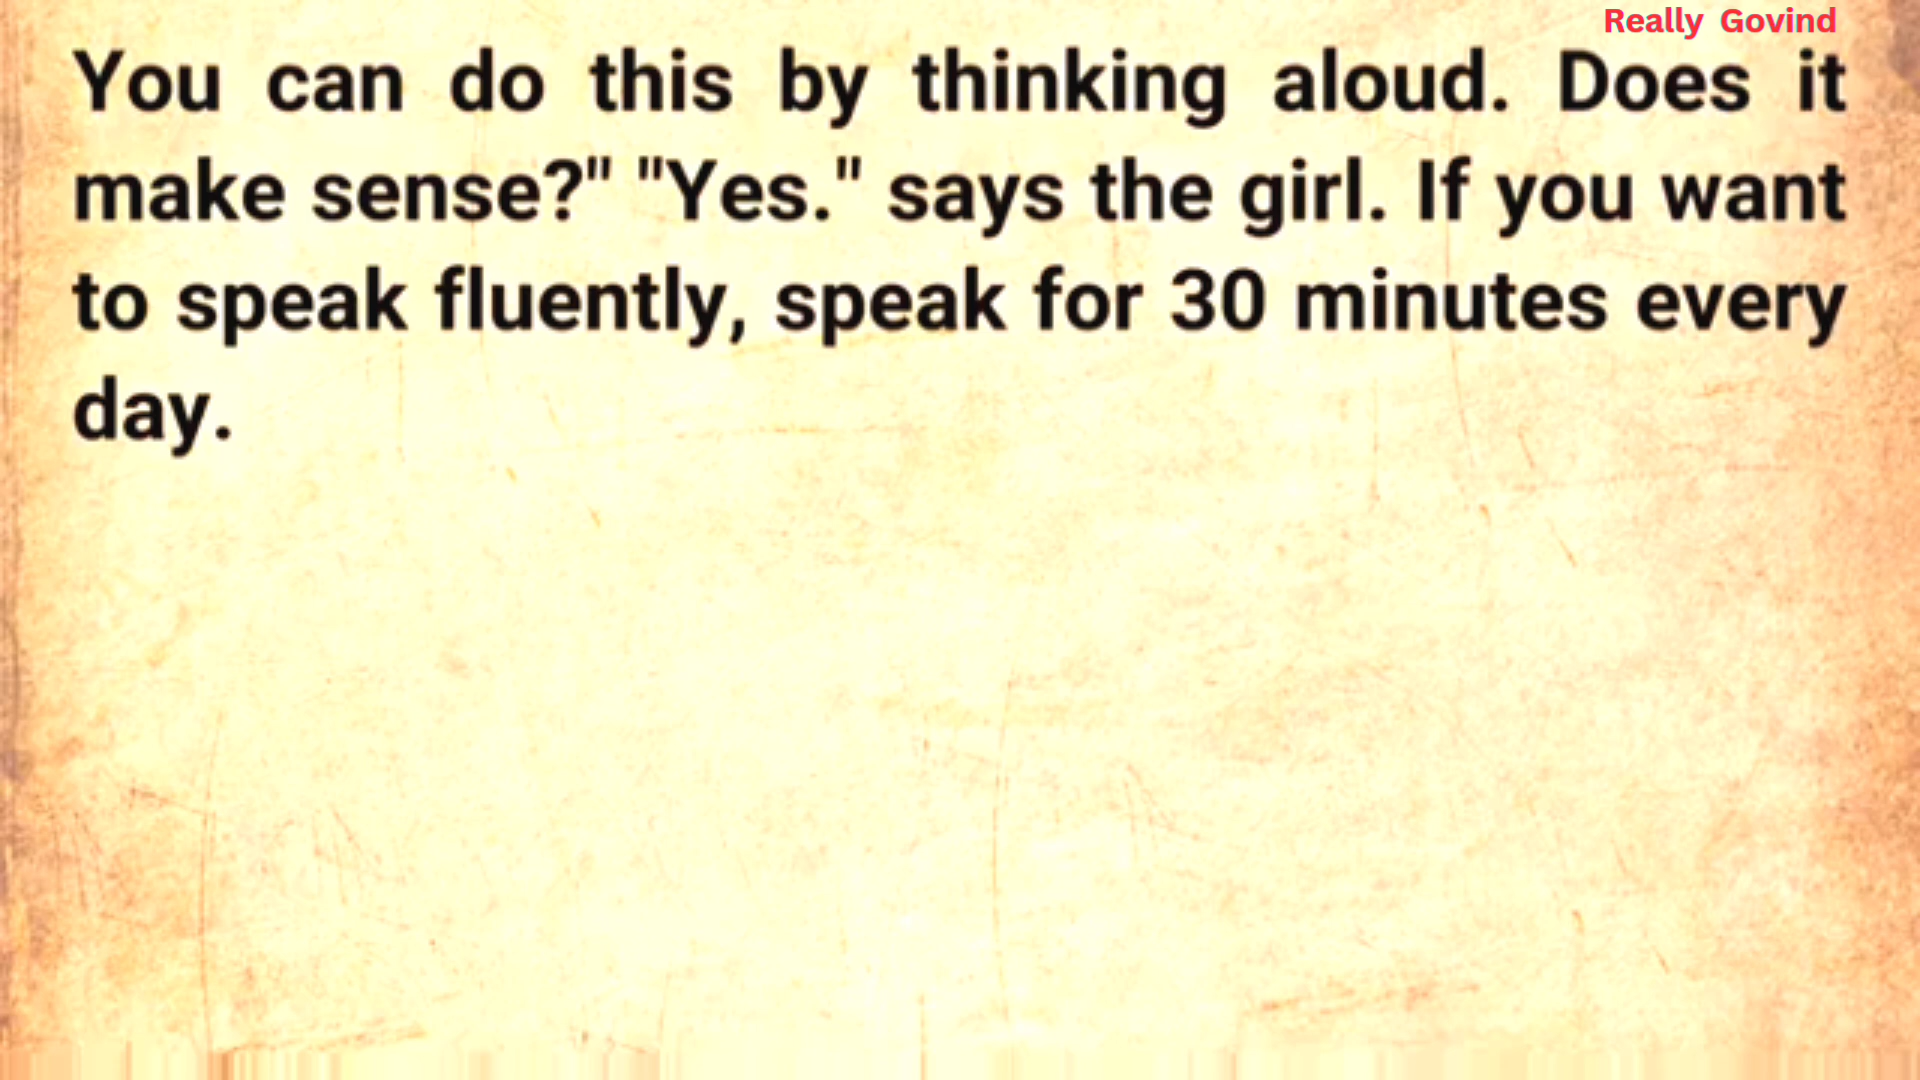 Really Govind
You can do this by thinking aloud. Does it
make sense?" "Yes." says the girl. If you want
to speak fluently, speak for 30 minutes every
day.